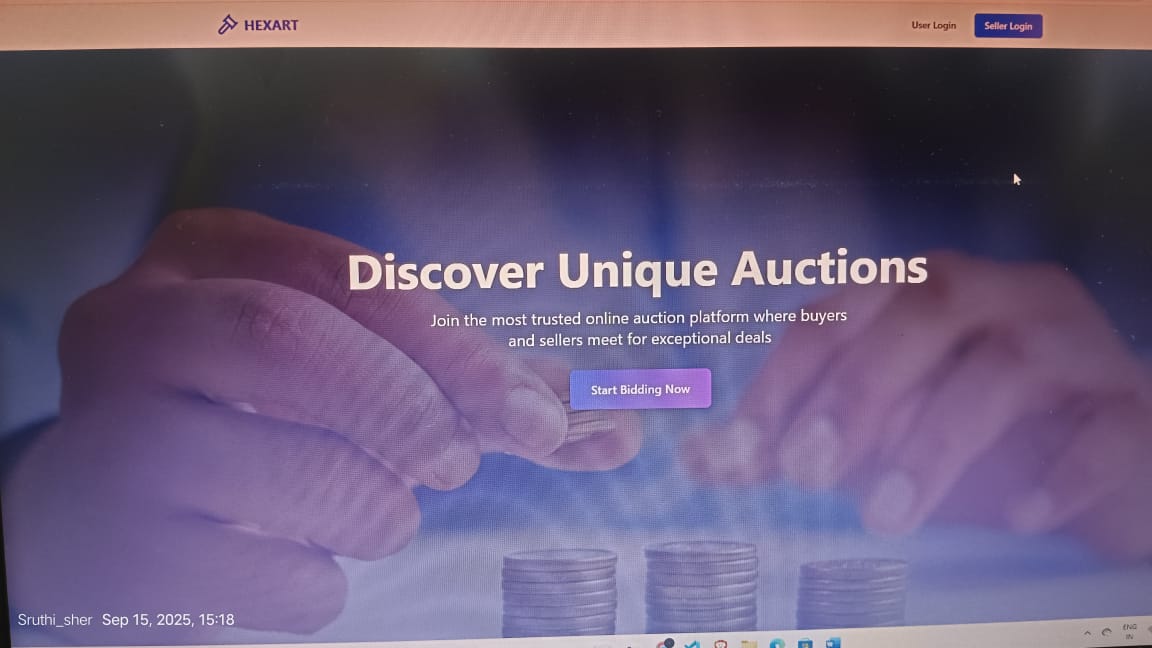 HEXART
User Login
Seller Login
Discover Unique Auctions
Join the most trusted online auction platform where buyers
and sellers meet for exceptional deals
Start Bidding Now
Sruthi_sher Sep 15, 2025, 15:18
ENG
IN